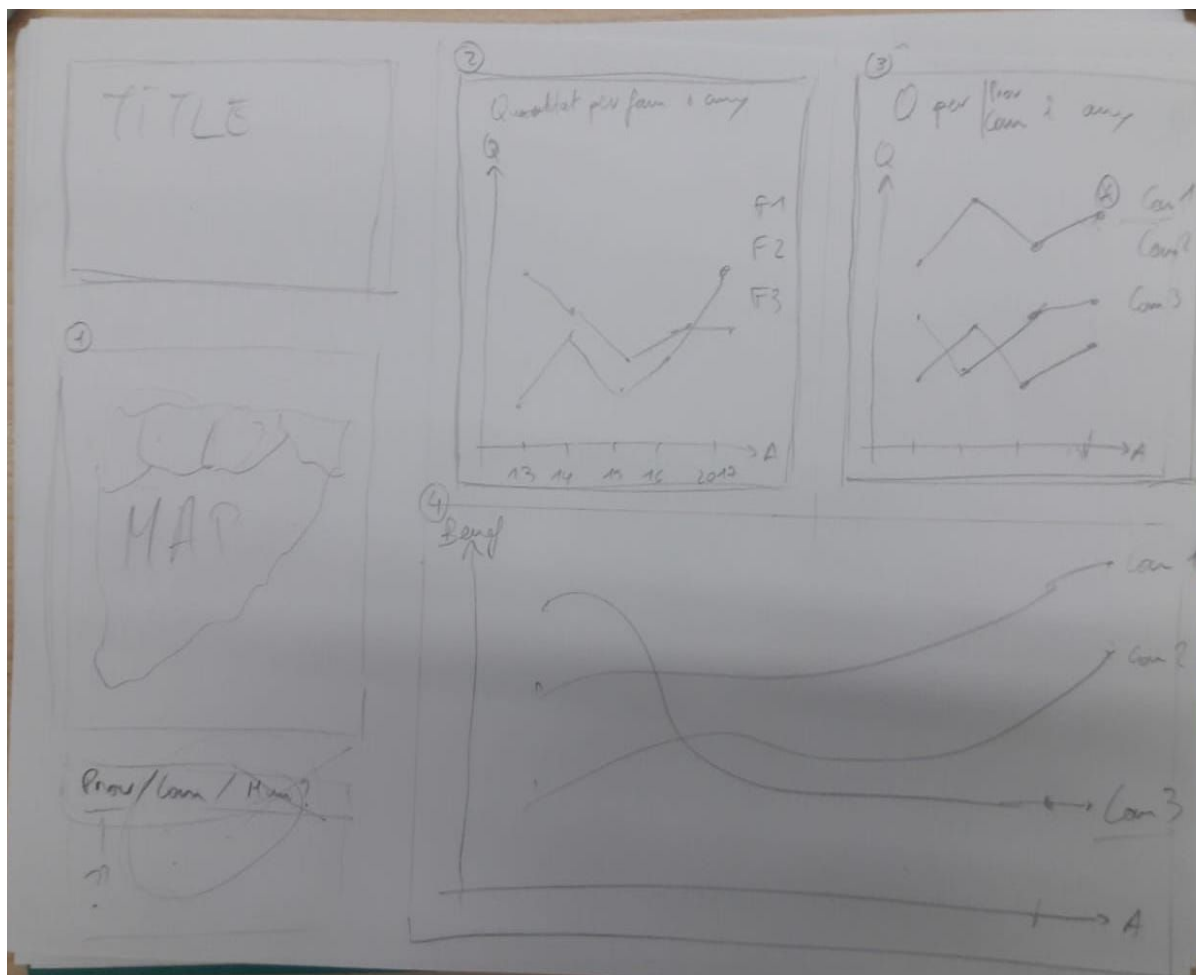 TITLE
1
MAP
Prov/Com/Mun?
?
2
Quantitat per fam i any
Q
F1
F2
F3
A
13 14 15 16 2017
3
Q per Prov
Com i any
Q
Com 1
Com 2
Com 3
A
4
Benef
Com 1
Com 2
Com 3
A